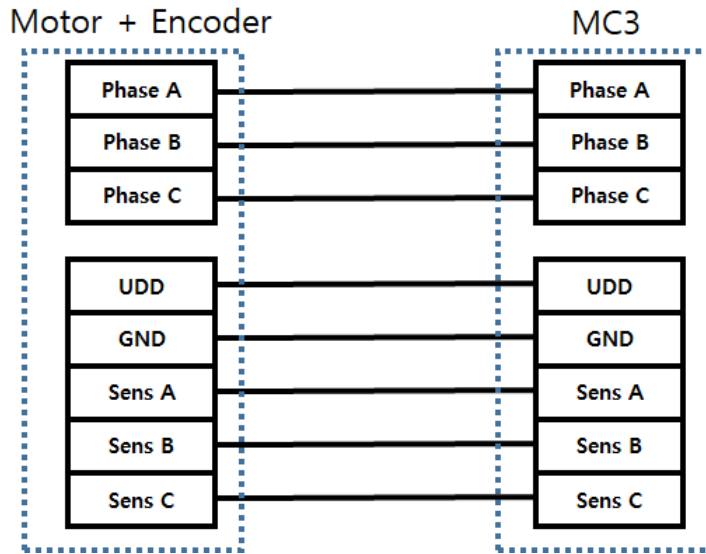 Motor + Encoder
MC3
Phase A
Phase A
Phase B
Phase B
Phase C
Phase C
UDD
UDD
GND
GND
Sens A
Sens A
Sens B
Sens B
Sens C
Sens C